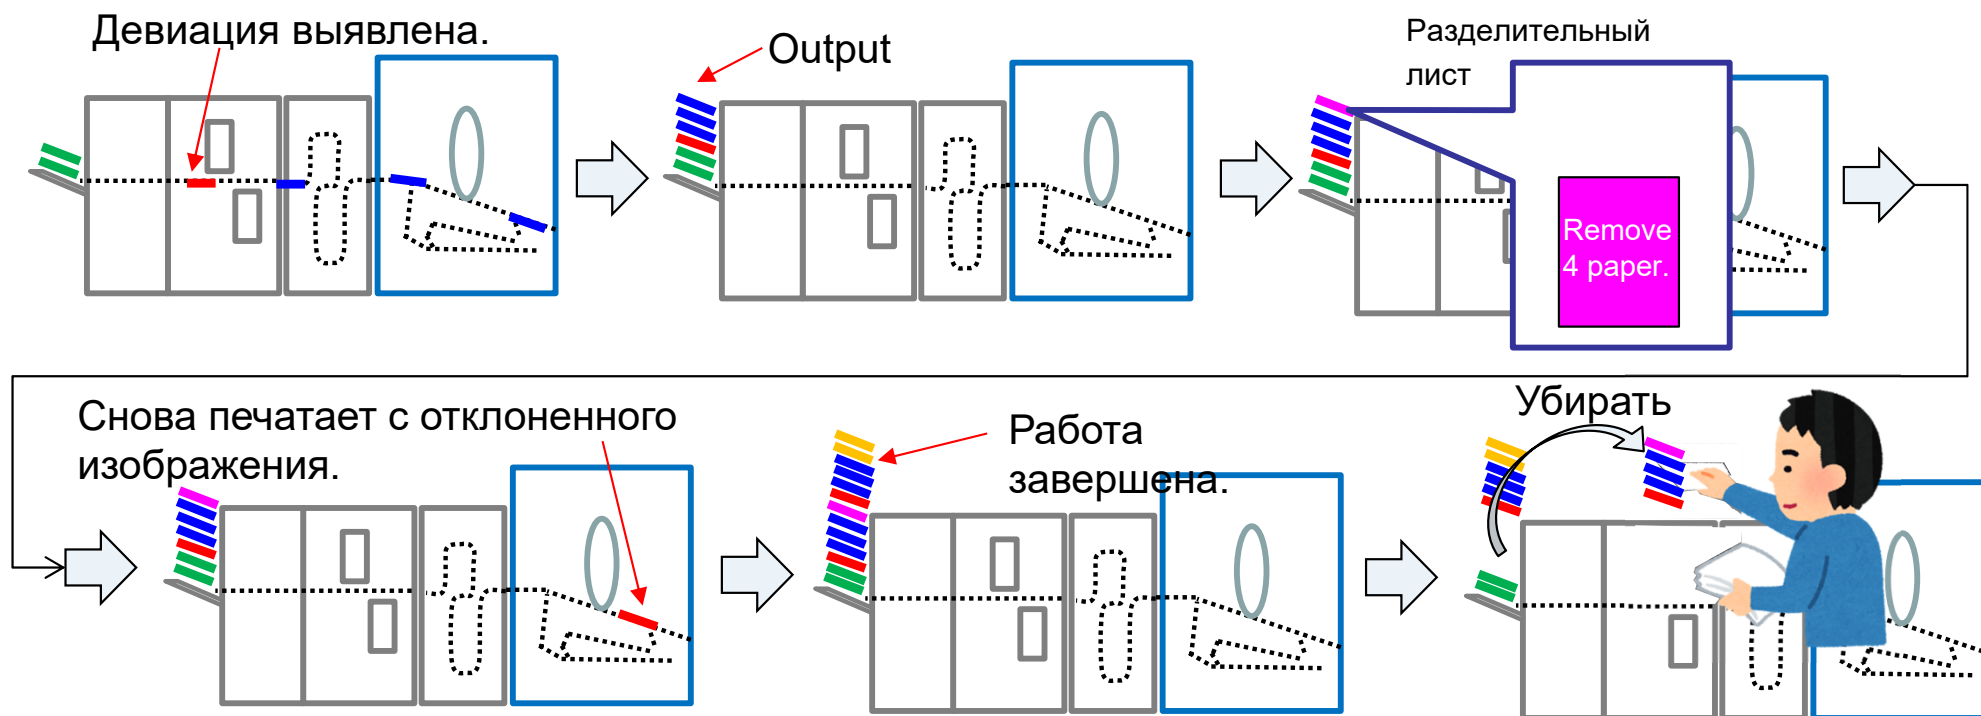 Девиация выявлена.
Output
Разделительный
лист
Remove
4 paper.
Снова печатает с отклоненного
изображения.
Работа
завершена.
Убирать